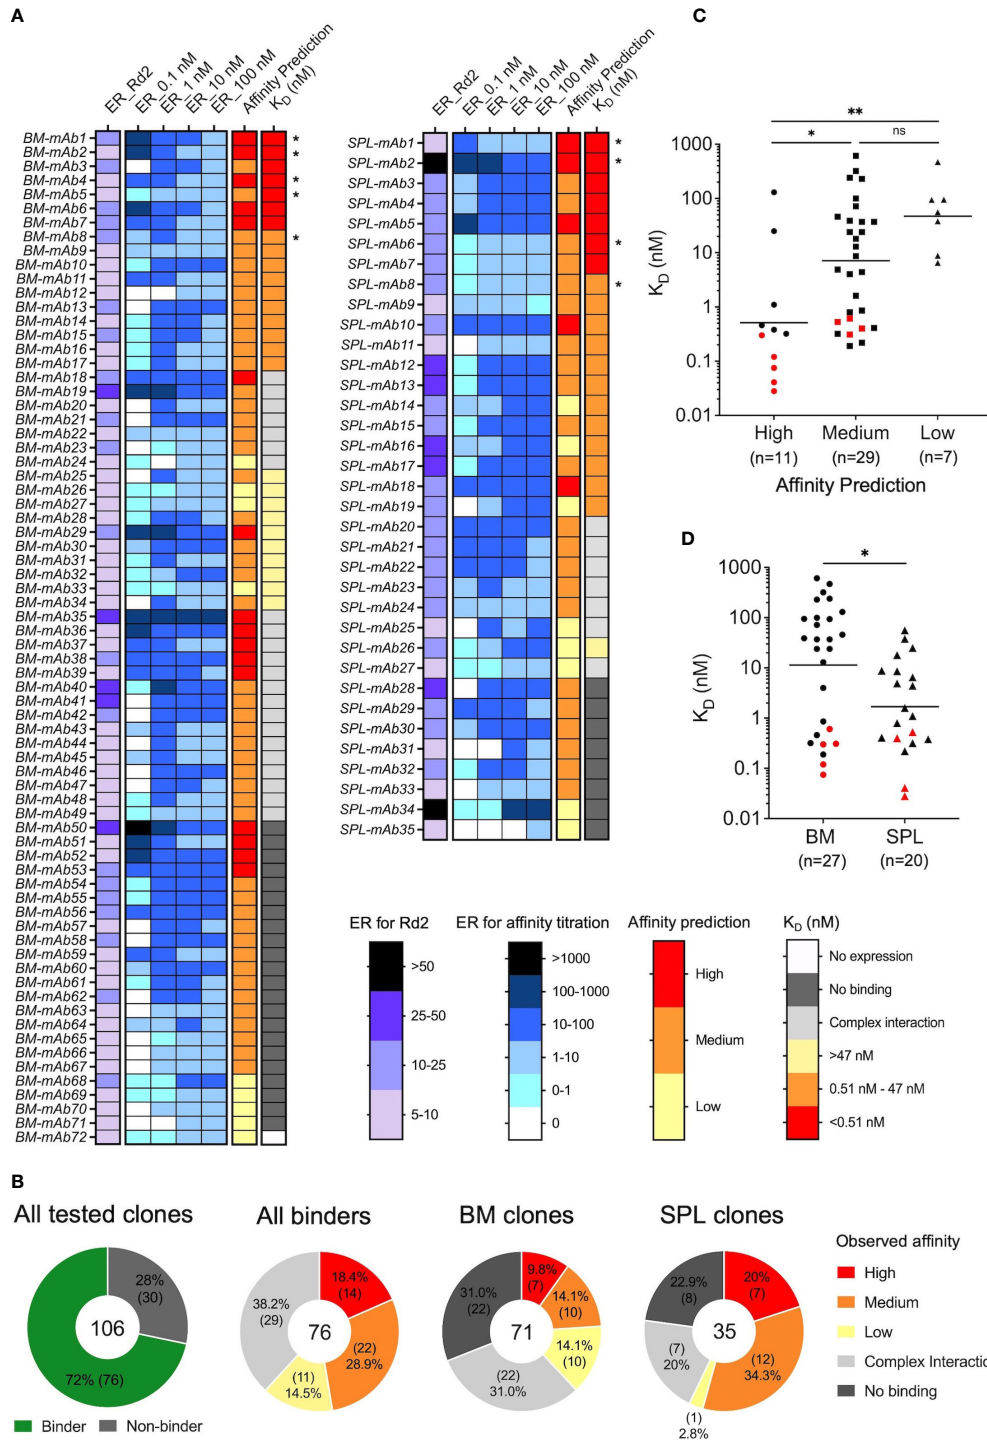 A
ER_Rd2
ER_0.1 nM
ER_1 nM
ER_10 nM
ER_100 nM
Affinity Prediction
K_D (nM)
BM-mAb1 *
BM-mAb2 *
BM-mAb3
BM-mAb4 *
BM-mAb5 *
BM-mAb6
BM-mAb7
BM-mAb8 *
BM-mAb9
BM-mAb10
BM-mAb11
BM-mAb12
BM-mAb13
BM-mAb14
BM-mAb15
BM-mAb16
BM-mAb17
BM-mAb18
BM-mAb19
BM-mAb20
BM-mAb21
BM-mAb22
BM-mAb23
BM-mAb24
BM-mAb25
BM-mAb26
BM-mAb27
BM-mAb28
BM-mAb29
BM-mAb30
BM-mAb31
BM-mAb32
BM-mAb33
BM-mAb34
BM-mAb35
BM-mAb36
BM-mAb37
BM-mAb38
BM-mAb39
BM-mAb40
BM-mAb41
BM-mAb42
BM-mAb43
BM-mAb44
BM-mAb45
BM-mAb46
BM-mAb47
BM-mAb48
BM-mAb49
BM-mAb50
BM-mAb51
BM-mAb52
BM-mAb53
BM-mAb54
BM-mAb55
BM-mAb56
BM-mAb57
BM-mAb58
BM-mAb59
BM-mAb60
BM-mAb61
BM-mAb62
BM-mAb63
BM-mAb64
BM-mAb65
BM-mAb66
BM-mAb67
BM-mAb68
BM-mAb69
BM-mAb70
BM-mAb71
BM-mAb72
ER_Rd2
ER_0.1 nM
ER_1 nM
ER_10 nM
ER_100 nM
Affinity Prediction
K_D (nM)
SPL-mAb1 *
SPL-mAb2 *
SPL-mAb3
SPL-mAb4
SPL-mAb5
SPL-mAb6 *
SPL-mAb7
SPL-mAb8 *
SPL-mAb9
SPL-mAb10
SPL-mAb11
SPL-mAb12
SPL-mAb13
SPL-mAb14
SPL-mAb15
SPL-mAb16
SPL-mAb17
SPL-mAb18
SPL-mAb19
SPL-mAb20
SPL-mAb21
SPL-mAb22
SPL-mAb23
SPL-mAb24
SPL-mAb25
SPL-mAb26
SPL-mAb27
SPL-mAb28
SPL-mAb29
SPL-mAb30
SPL-mAb31
SPL-mAb32
SPL-mAb33
SPL-mAb34
SPL-mAb35
ER for Rd2
>50
25-50
10-25
5-10
ER for affinity titration
>1000
100-1000
10-100
1-10
0-1
0
Affinity prediction
High
Medium
Low
K_D (nM)
No expression
No binding
Complex interaction
>47 nM
0.51 nM - 47 nM
<0.51 nM
C
**
*
ns
1000
100
10
1
0.1
0.01
K_D (nM)
High
(n=11)
Medium
(n=29)
Low
(n=7)
Affinity Prediction
D
*
1000
100
10
1
0.1
0.01
K_D (nM)
BM
(n=27)
SPL
(n=20)
B
All tested clones
28%
(30)
106
72% (76)
Binder
Non-binder
All binders
18.4%
(14)
38.2%
(29)
76
(22)
28.9%
(11)
14.5%
BM clones
9.8%
(7)
31.0%
(22)
14.1%
(10)
71
14.1%
(10)
(22)
31.0%
SPL clones
22.9%
(8)
20%
(7)
35
(7)
20%
(12)
34.3%
(1)
2.8%
Observed affinity
High
Medium
Low
Complex Interactic
No binding